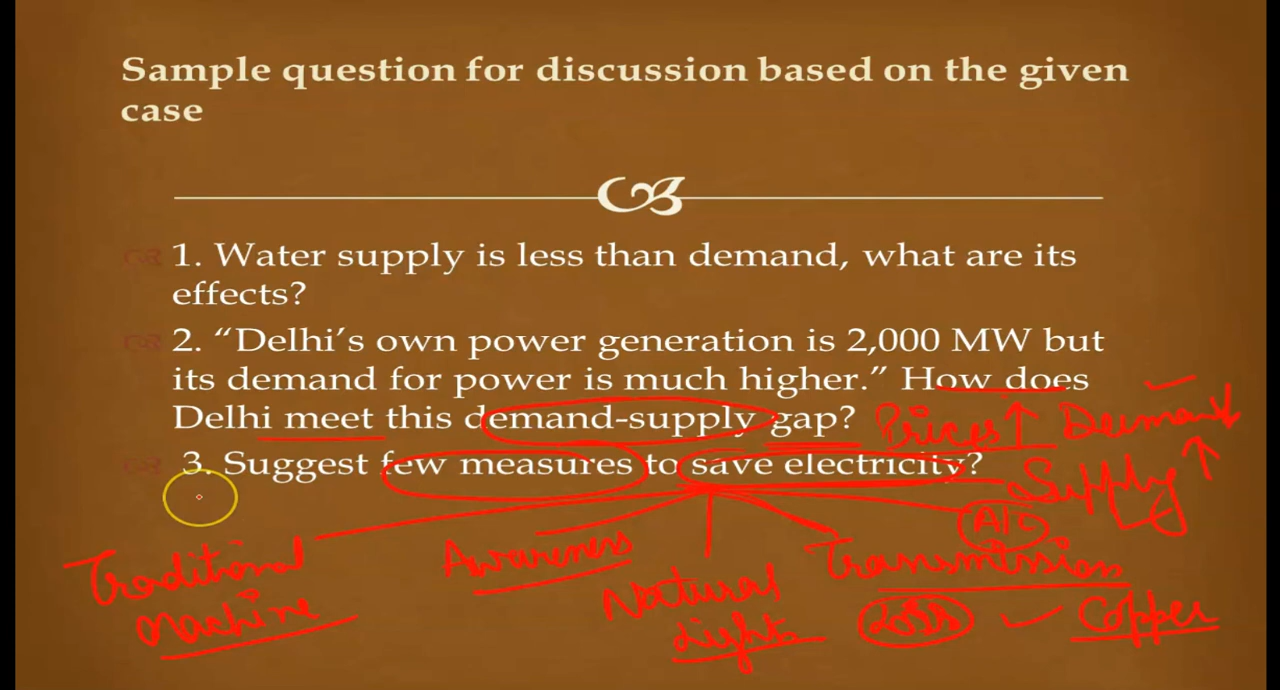 Sample question for discussion based on the given
case
1. Water supply is less than demand, what are its
effects?
2. “Delhi’s own power generation is 2,000 MW but
its demand for power is much higher.” How does
Delhi meet this demand-supply gap?
Prices ↑ Demand ↓
3. Suggest few measures to save electricity?
Supply ↑
A/C
Traditional
Machine
Awareness
Natural
Light
Transmission
Loss
Copper